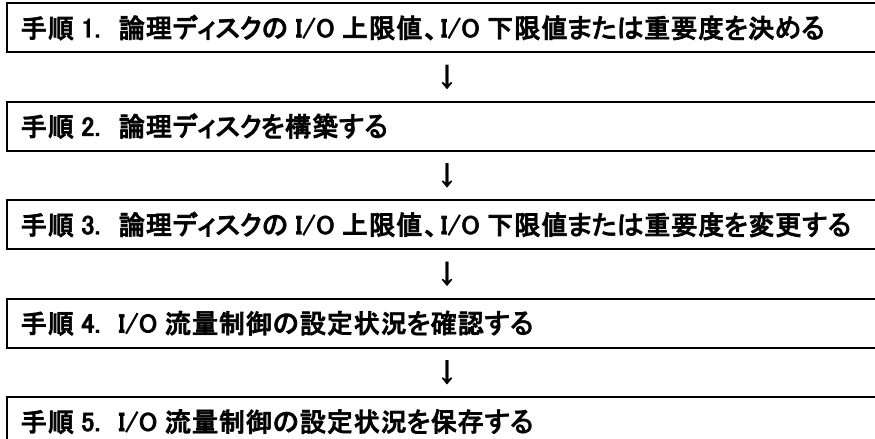 手順 1. 論理ディスクの I/O 上限値、I/O 下限値または重要度を決める
↓
手順 2. 論理ディスクを構築する
↓
手順 3. 論理ディスクの I/O 上限値、I/O 下限値または重要度を変更する
↓
手順 4. I/O 流量制御の設定状況を確認する
↓
手順 5. I/O 流量制御の設定状況を保存する